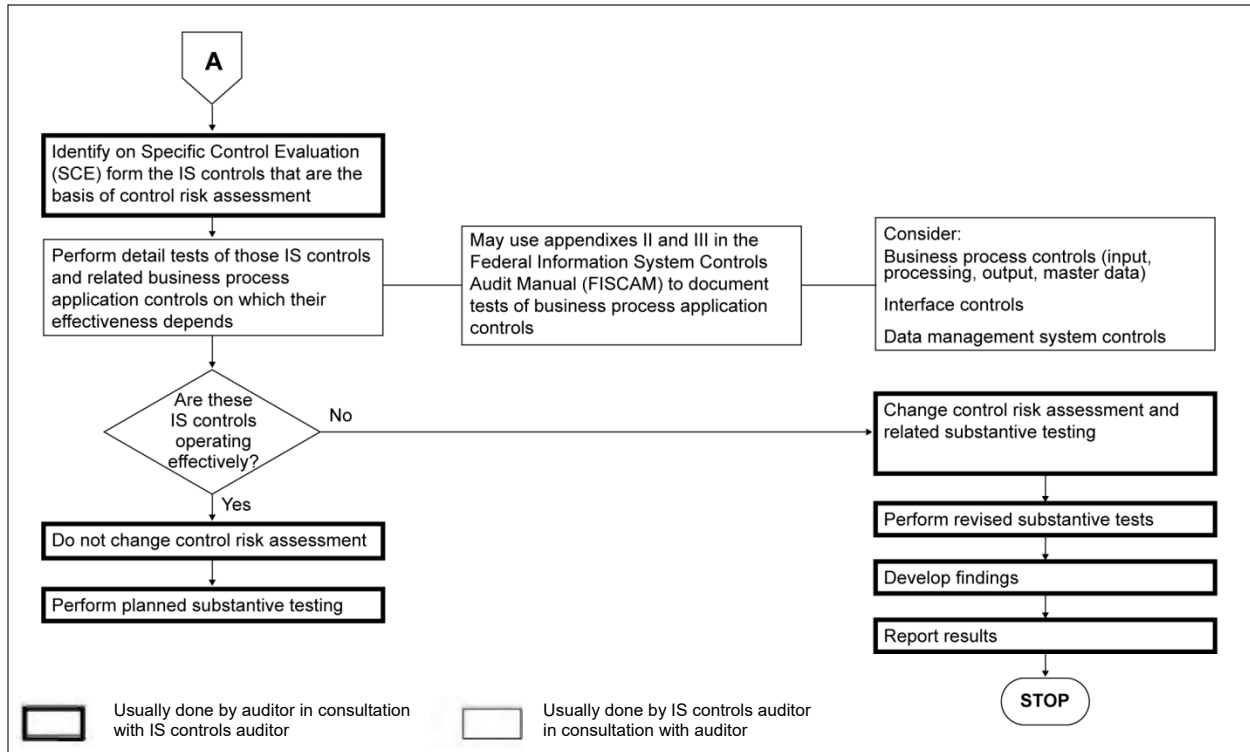 A
Identify on Specific Control Evaluation
(SCE) form the IS controls that are the
basis of control risk assessment
Perform detail tests of those IS controls
and related business process
application controls on which their
effectiveness depends
May use appendixes II and III in the
Federal Information System Controls
Audit Manual (FISCAM) to document
tests of business process application
controls
Consider:
Business process controls (input,
processing, output, master data)
Interface controls
Data management system controls
Are these
IS controls
operating
effectively?
No
Yes
Change control risk assessment and
related substantive testing
Do not change control risk assessment
Perform planned substantive testing
Perform revised substantive tests
Develop findings
Report results
STOP
Usually done by auditor in consultation
with IS controls auditor
Usually done by IS controls auditor
in consultation with auditor